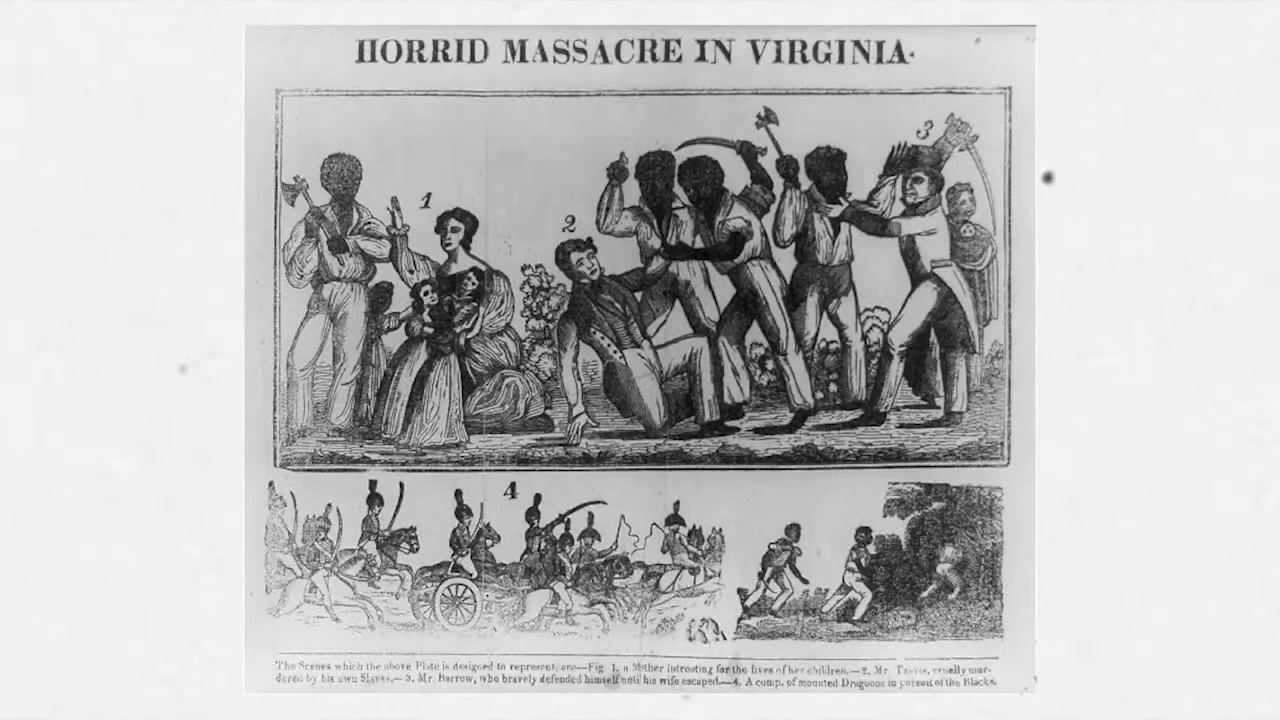 HORRID MASSACRE IN VIRGINIA.
1
2
3
4
The Scenes which the above Plate is designed to represent, are—Fig 1, a Mother intreating for the lives of her children.—2. Mr. Travis, cruelly mur-
dered by his own Slaves.—3. Mr. Barrow, who bravely defended himself until his wife escaped.—4. A comp. of mounted Dragoons in pursuit of the Blacks.